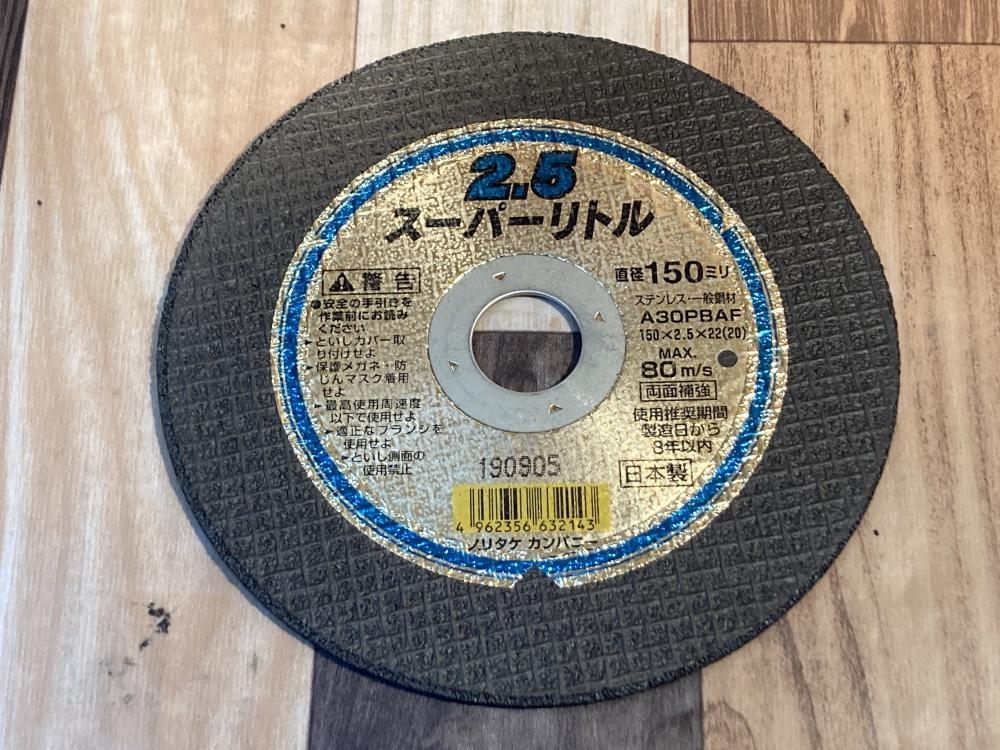 2.5
スーパーリトル
警告
●安全の手引きを
作業前にお読み
ください
といしカバー取
り付けせよ
保護メガネ・防
じんマスク着用
せよ
最高使用周速度
以下で使用せよ
適正なフランジを
使用せよ
といし側面の
使用禁止
直径150ミリ
ステンレス・一般鋼材
A30PBAF
150×2.5×22(20)
MAX.
80m/s
両面補強
使用推奨期間
製造日から
3年以内
日本製
190905
4 962356 632143
ノリタケ カンパニー